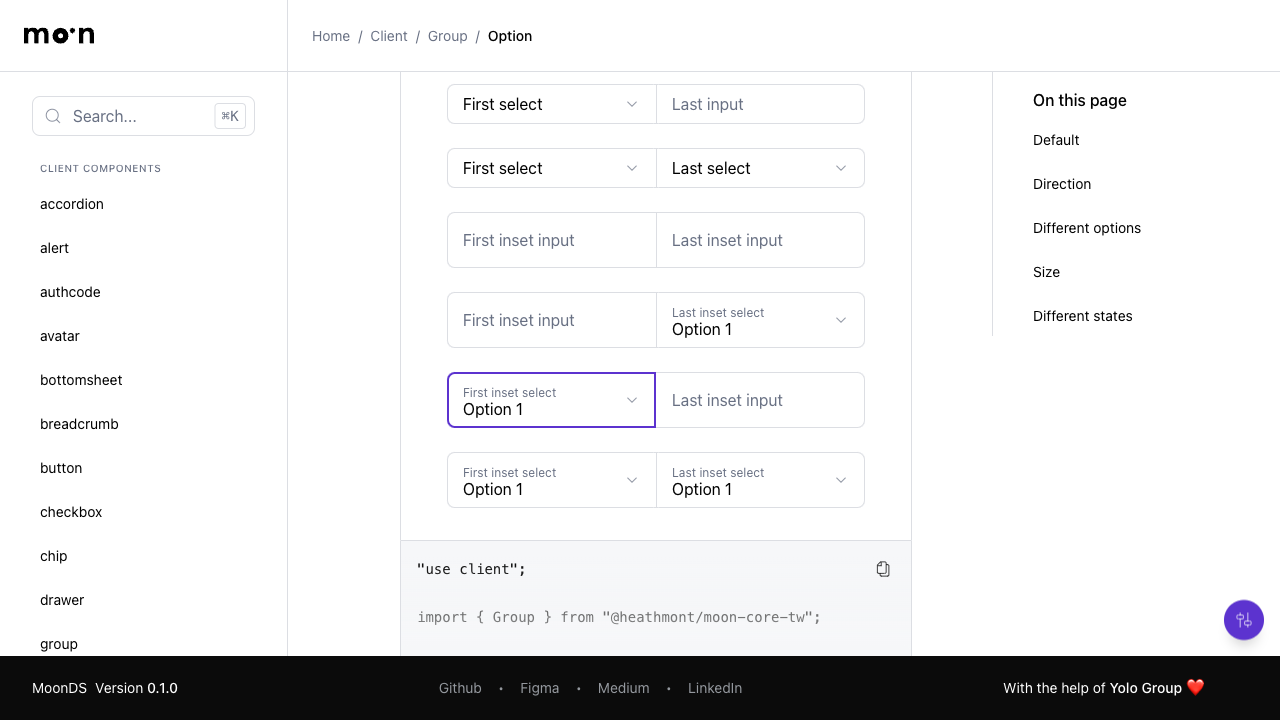 moon
Home / Client / Group / Option
Search...
⌘K
CLIENT COMPONENTS
accordion
alert
authcode
avatar
bottomsheet
breadcrumb
button
checkbox
chip
drawer
group
First select
Last input
First select
Last select
First inset input
Last inset input
First inset input
Last inset select
Option 1
First inset select
Option 1
Last inset input
First inset select
Option 1
Last inset select
Option 1
"use client";
import { Group } from "@heathmont/moon-core-tw";
On this page
Default
Direction
Different options
Size
Different states
MoonDS Version 0.1.0
Github • Figma • Medium • LinkedIn
With the help of Yolo Group ❤️